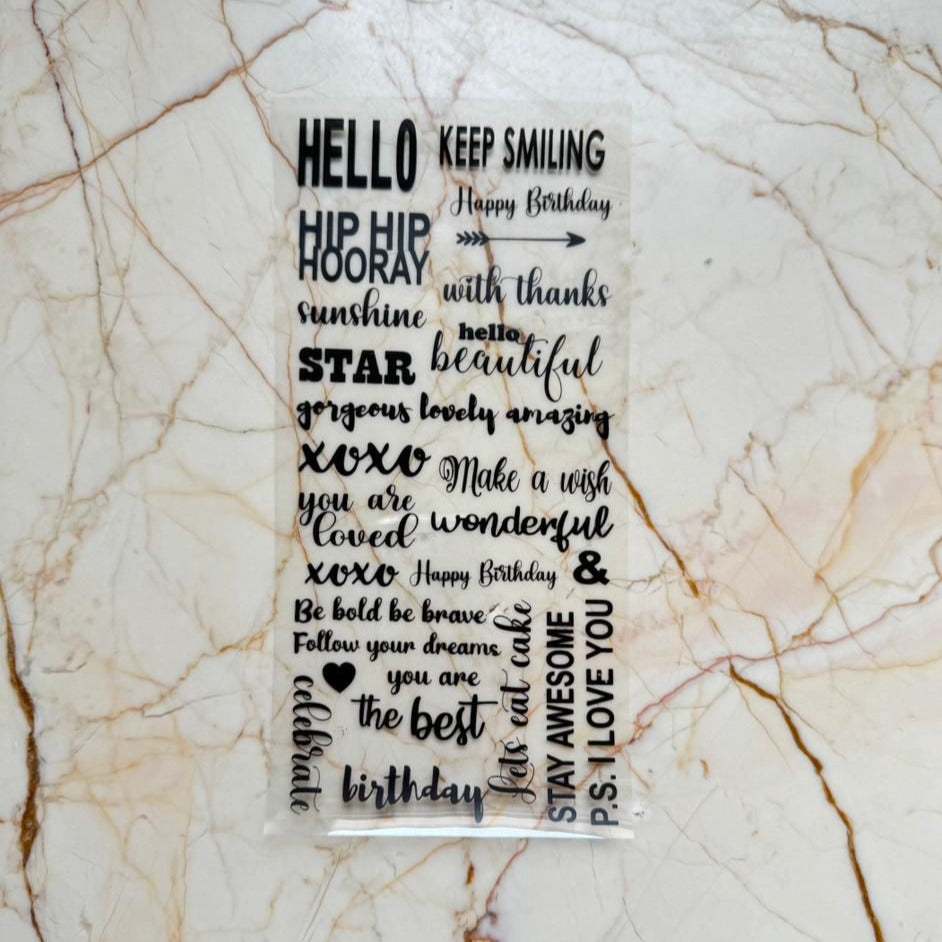 HELLO
KEEP SMILING
Happy Birthday
HIP HIP
HOORAY
with thanks
sunshine
hello
beautiful
STAR
gorgeous lovely amazing
xoxo
Make a wish
you are
loved
wonderful
xoxo
Happy Birthday
&
Be bold be brave
Follow your dreams
you are
the best
celebrate
birthday
Lets eat cake
STAY AWESOME
P.S. I LOVE YOU